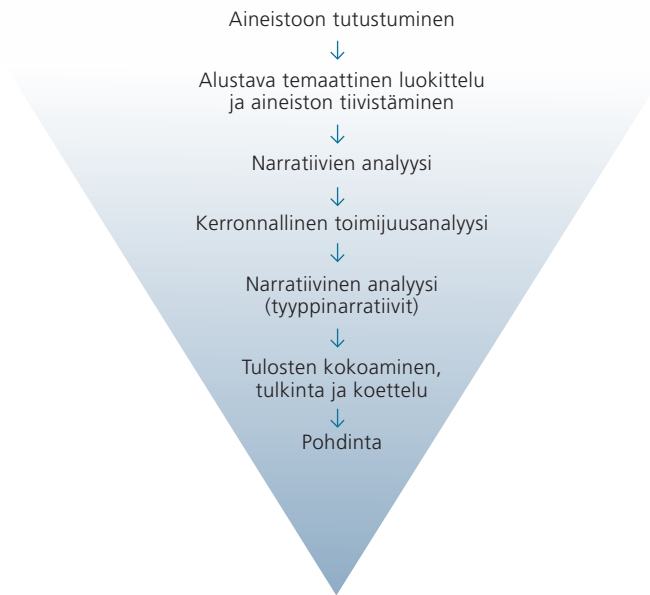 Aineistoon tutustuminen
↓
Alustava temaattinen luokittelu
ja aineiston tiivistäminen
↓
Narratiivien analyysi
↓
Kerronnallinen toimijuusanalyysi
↓
Narratiivinen analyysi
(tyyppinarratiivit)
↓
Tulosten kokoaminen,
tulkinta ja koettelu
↓
Pohdinta